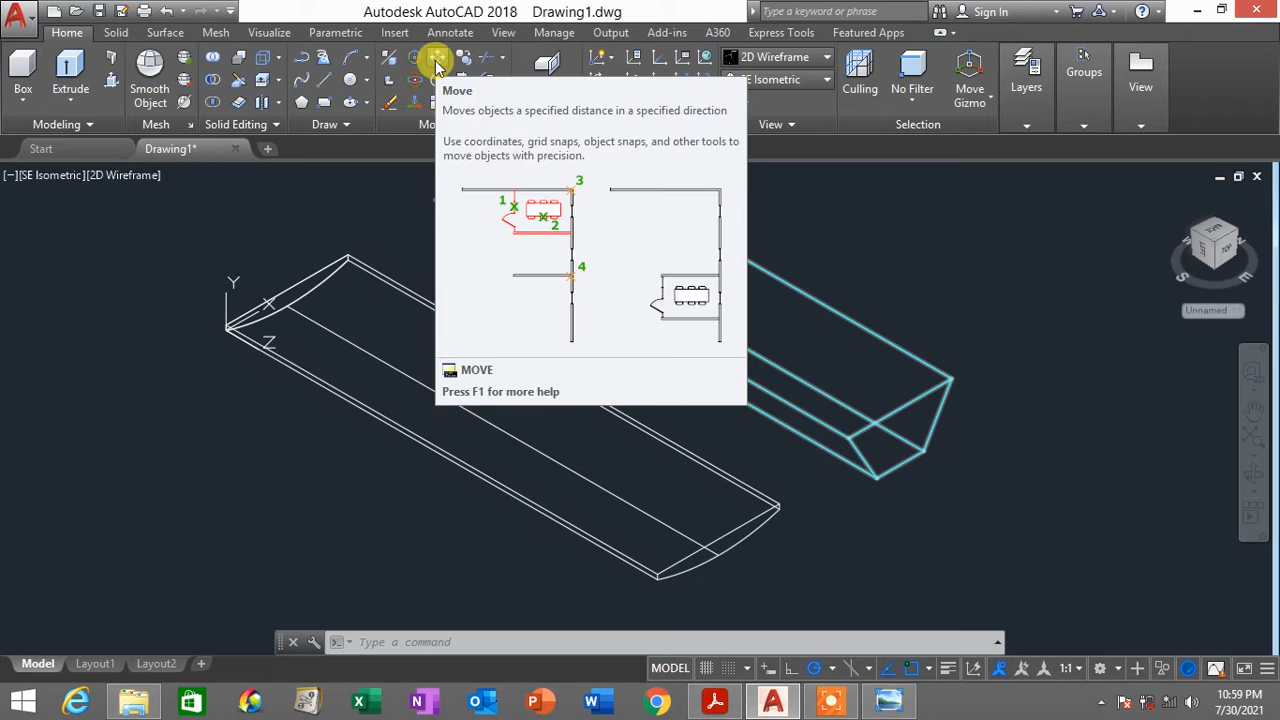 Autodesk AutoCAD 2018 Drawing1.dwg
Type a keyword or phrase
Sign In
Home Solid Surface Mesh Visualize Parametric Insert Annotate View Manage Output Add-ins A360 Express Tools Featured Apps
2D Wireframe
SE Isometric
Box
Extrude
Smooth
Object
Culling
No Filter
Move
Gizmo
Layers
Groups
View
Modeling
Mesh
Solid Editing
Draw
View
Selection
Start
Drawing1*
[−][SE Isometric][2D Wireframe]
Move
Moves objects a specified distance in a specified direction
Use coordinates, grid snaps, object snaps, and other tools to
move objects with precision.
3
1
2
4
MOVE
Press F1 for more help
Y
X
Z
TOP
S
E
Unnamed
Type a command
Model Layout1 Layout2
MODEL
1:1
10:59 PM
7/30/2021